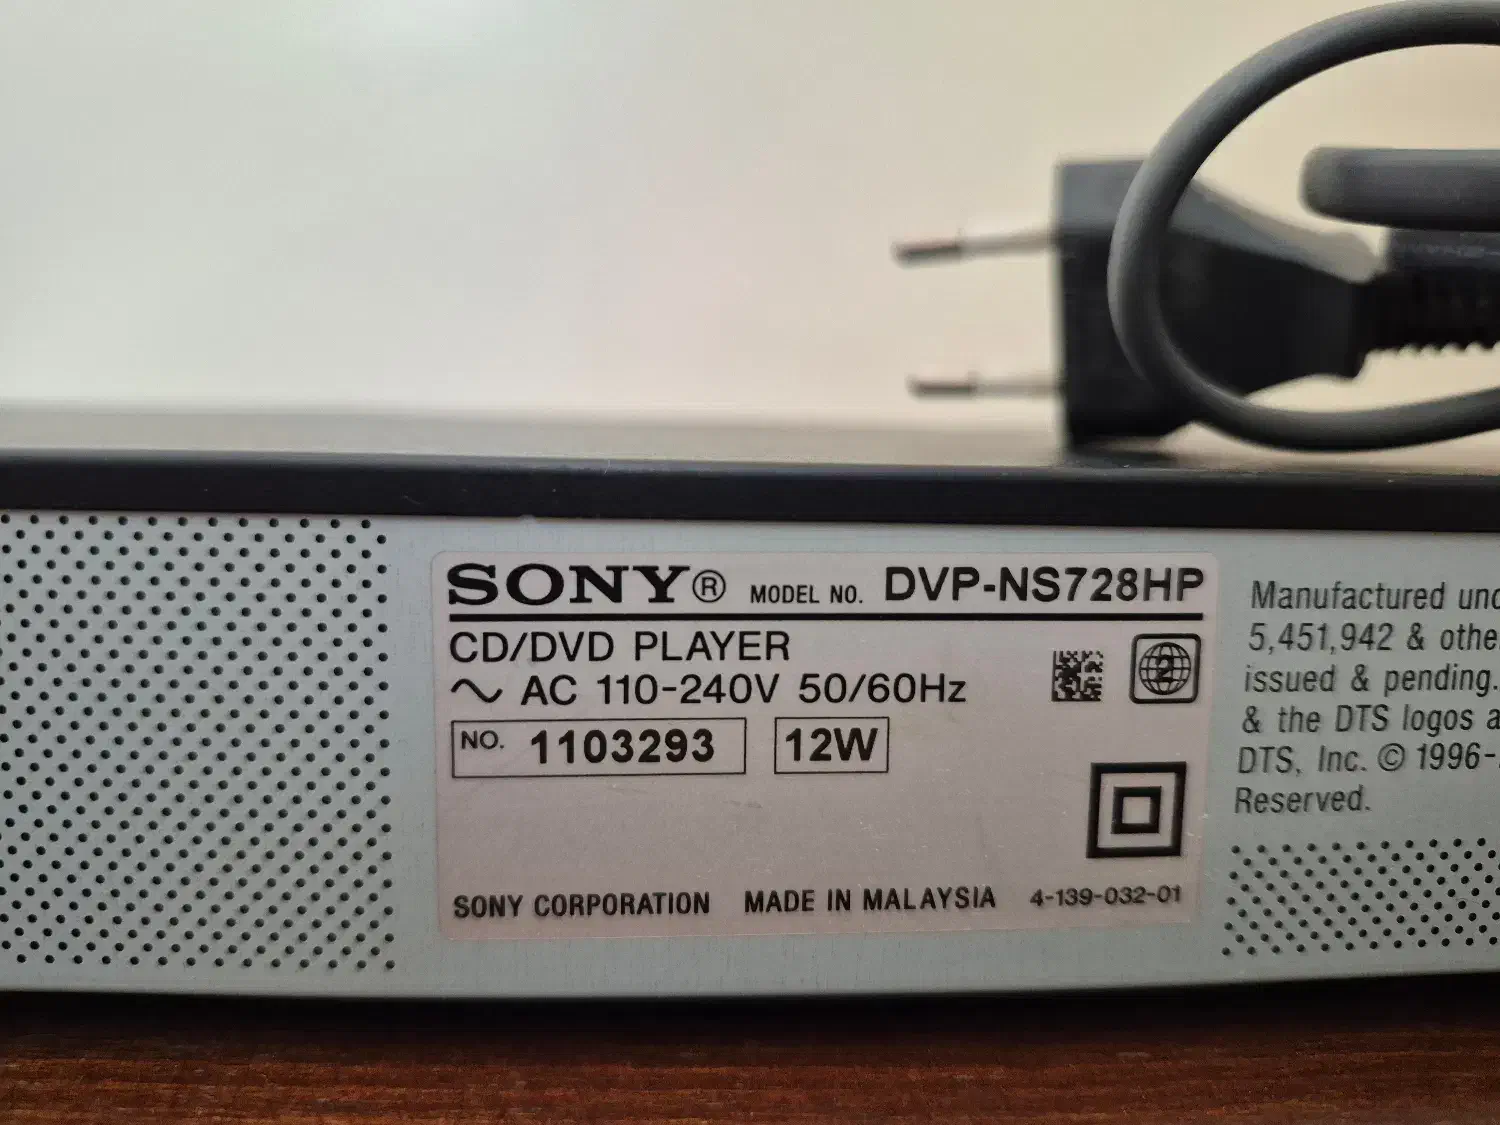 SONY® MODEL NO. DVP-NS728HP
CD/DVD PLAYER
～ AC 110-240V 50/60Hz
2
NO. 1103293 12W
SONY CORPORATION MADE IN MALAYSIA 4-139-032-01
Manufactured
5,451,942 &
issued & pending.
& the DTS logos
DTS, Inc. © 1996-
Reserved.